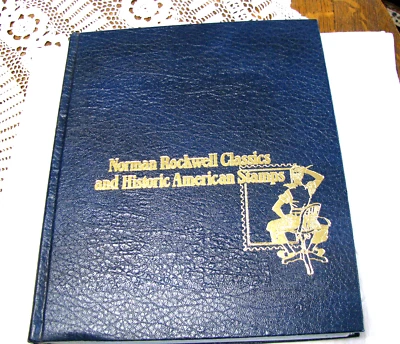 Norman Rockwell Classics
and Historic American Stamps